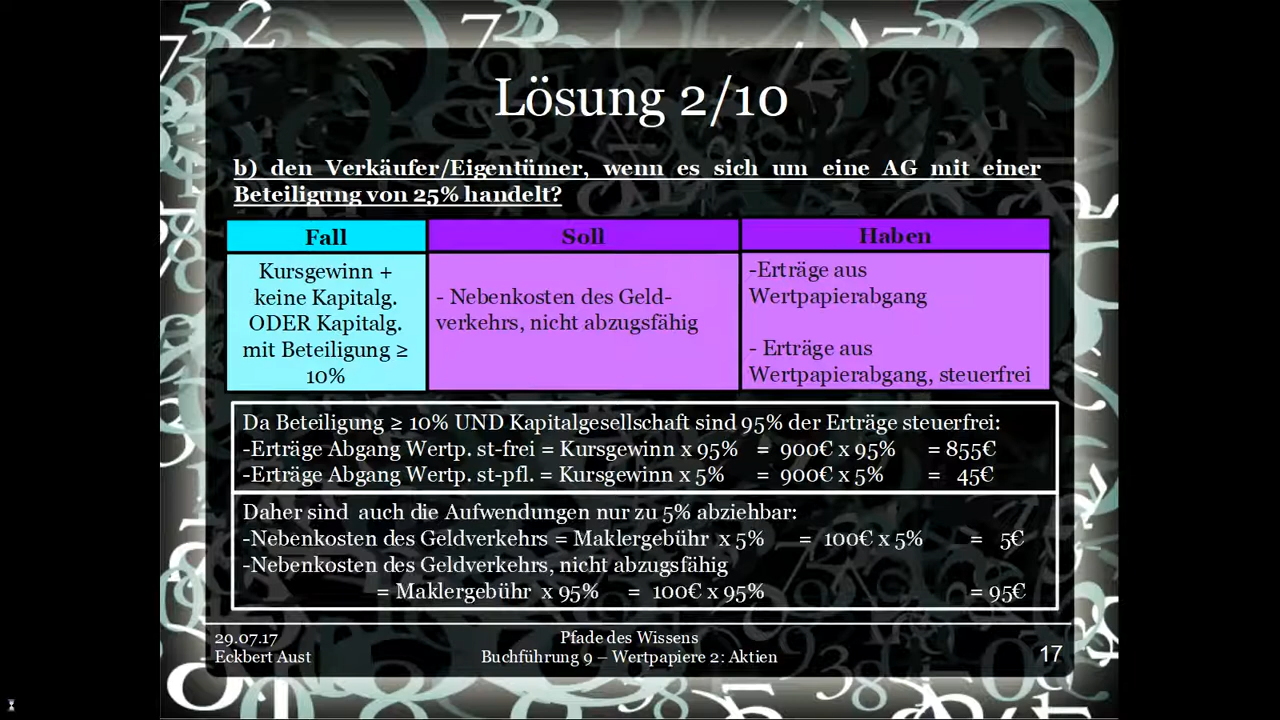 Lösung 2/10
b) den Verkäufer/Eigentümer, wenn es sich um eine AG mit einer
Beteiligung von 25% handelt?
Fall
Soll
Haben
Kursgewinn +
keine Kapitalg.
ODER Kapitalg.
mit Beteiligung ≥
10%
- Nebenkosten des Geld-
verkehrs, nicht abzugsfähig
-Erträge aus
Wertpapierabgang
- Erträge aus
Wertpapierabgang, steuerfrei
Da Beteiligung ≥ 10% UND Kapitalgesellschaft sind 95% der Erträge steuerfrei:
-Erträge Abgang Wertp. st-frei = Kursgewinn x 95% = 900€ x 95% = 855€
-Erträge Abgang Wertp. st-pfl. = Kursgewinn x 5% = 900€ x 5% = 45€
Daher sind auch die Aufwendungen nur zu 5% abziehbar:
-Nebenkosten des Geldverkehrs = Maklergebühr x 5% = 100€ x 5% = 5€
-Nebenkosten des Geldverkehrs, nicht abzugsfähig
= Maklergebühr x 95% = 100€ x 95% = 95€
29.07.17
Eckbert Aust
Pfade des Wissens
Buchführung 9 – Wertpapiere 2: Aktien
17